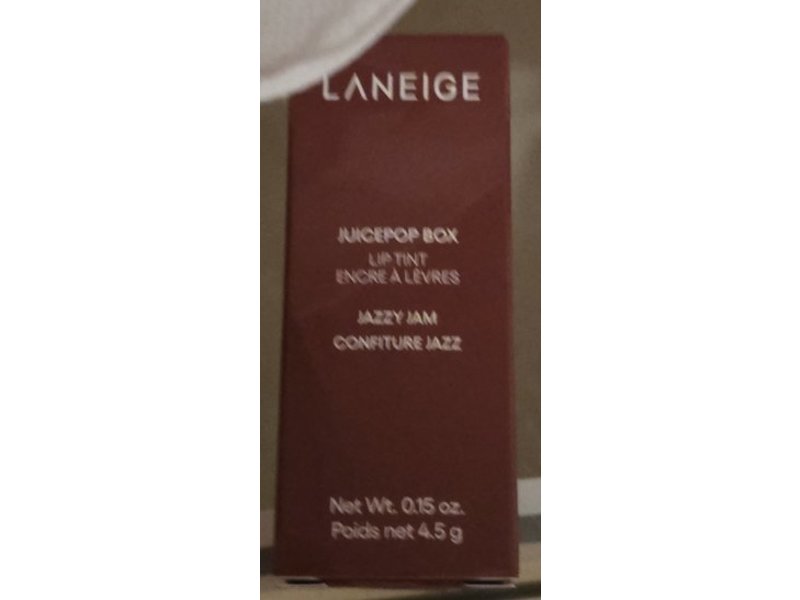 LANEIGE
JUICEPOP BOX
LIP TINT
ENCRE À LÈVRES
JAZZY JAM
CONFITURE JAZZ
Net Wt. 0.15 oz.
Poids net 4.5 g